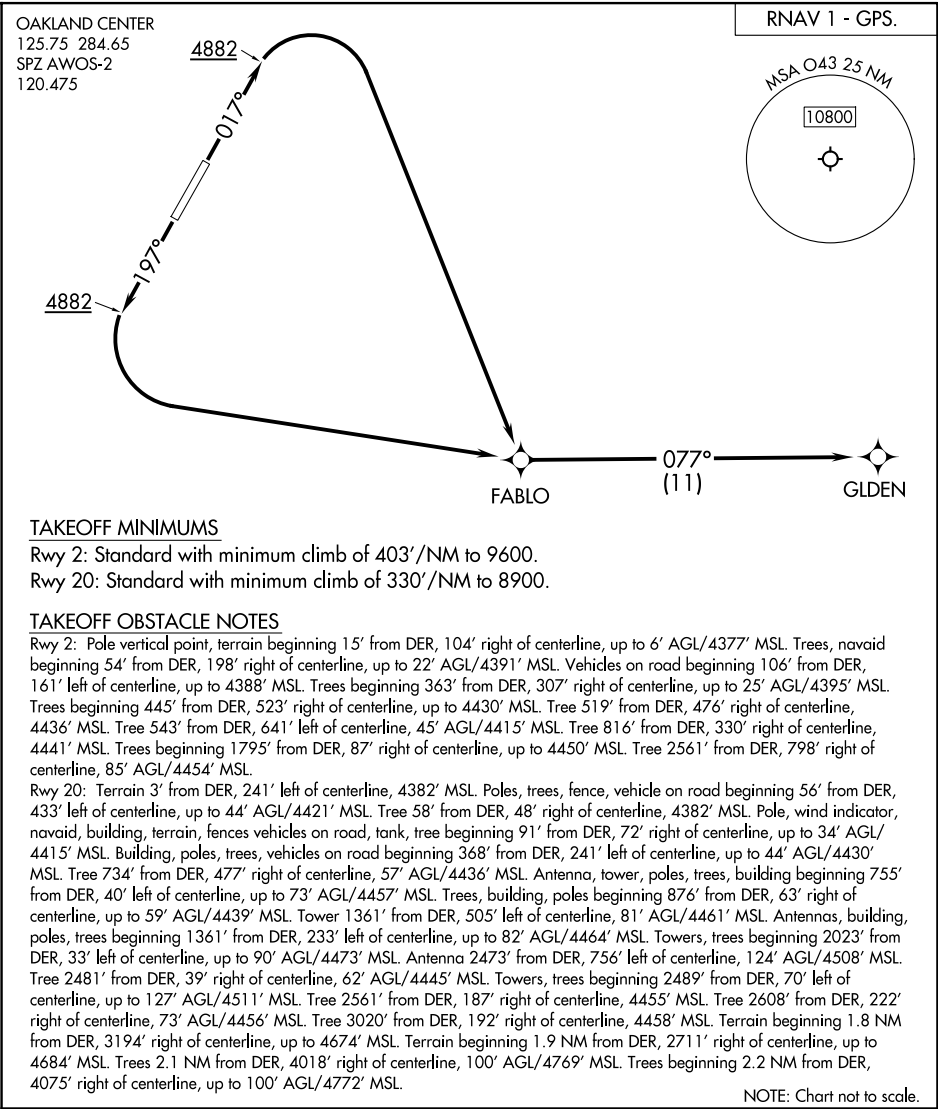 OAKLAND CENTER
125.75 284.65
SPZ AWOS-2
120.475
RNAV 1 - GPS.
MSA O43 25 NM
10800
4882
017°
197°
4882
FABLO
077°
(11)
GLDEN
TAKEOFF MINIMUMS
Rwy 2: Standard with minimum climb of 403′/NM to 9600.
Rwy 20: Standard with minimum climb of 330′/NM to 8900.
TAKEOFF OBSTACLE NOTES
Rwy 2: Pole vertical point, terrain beginning 15′ from DER, 104′ right of centerline, up to 6′ AGL/4377′ MSL. Trees, navaid
beginning 54′ from DER, 198′ right of centerline, up to 22′ AGL/4391′ MSL. Vehicles on road beginning 106′ from DER,
161′ left of centerline, up to 4388′ MSL. Trees beginning 363′ from DER, 307′ right of centerline, up to 25′ AGL/4395′ MSL.
Trees beginning 445′ from DER, 523′ right of centerline, up to 4430′ MSL. Tree 519′ from DER, 476′ right of centerline,
4436′ MSL. Tree 543′ from DER, 641′ left of centerline, 45′ AGL/4415′ MSL. Tree 816′ from DER, 330′ right of centerline,
4441′ MSL. Trees beginning 1795′ from DER, 87′ right of centerline, up to 4450′ MSL. Tree 2561′ from DER, 798′ right of
centerline, 85′ AGL/4454′ MSL.
Rwy 20: Terrain 3′ from DER, 241′ left of centerline, 4382′ MSL. Poles, trees, fence, vehicle on road beginning 56′ from DER,
433′ left of centerline, up to 44′ AGL/4421′ MSL. Tree 58′ from DER, 48′ right of centerline, 4382′ MSL. Pole, wind indicator,
navaid, building, terrain, fences vehicles on road, tank, tree beginning 91′ from DER, 72′ right of centerline, up to 34′ AGL/
4415′ MSL. Building, poles, trees, vehicles on road beginning 368′ from DER, 241′ left of centerline, up to 44′ AGL/4430′
MSL. Tree 734′ from DER, 477′ right of centerline, 57′ AGL/4436′ MSL. Antenna, tower, poles, trees, building beginning 755′
from DER, 40′ left of centerline, up to 73′ AGL/4457′ MSL. Trees, building, poles beginning 876′ from DER, 63′ right of
centerline, up to 59′ AGL/4439′ MSL. Tower 1361′ from DER, 505′ left of centerline, 81′ AGL/4461′ MSL. Antennas, building,
poles, trees beginning 1361′ from DER, 233′ left of centerline, up to 82′ AGL/4464′ MSL. Towers, trees beginning 2023′ from
DER, 33′ left of centerline, up to 90′ AGL/4473′ MSL. Antenna 2473′ from DER, 756′ left of centerline, 124′ AGL/4508′ MSL.
Tree 2481′ from DER, 39′ right of centerline, 62′ AGL/4445′ MSL. Towers, trees beginning 2489′ from DER, 70′ left of
centerline, up to 127′ AGL/4511′ MSL. Tree 2561′ from DER, 187′ right of centerline, 4455′ MSL. Tree 2608′ from DER, 222′
right of centerline, 73′ AGL/4456′ MSL. Tree 3020′ from DER, 192′ right of centerline, 4458′ MSL. Terrain beginning 1.8 NM
from DER, 3194′ right of centerline, up to 4674′ MSL. Terrain beginning 1.9 NM from DER, 2711′ right of centerline, up to
4684′ MSL. Trees 2.1 NM from DER, 4018′ right of centerline, 100′ AGL/4769′ MSL. Trees beginning 2.2 NM from DER,
4075′ right of centerline, up to 100′ AGL/4772′ MSL.
NOTE: Chart not to scale.